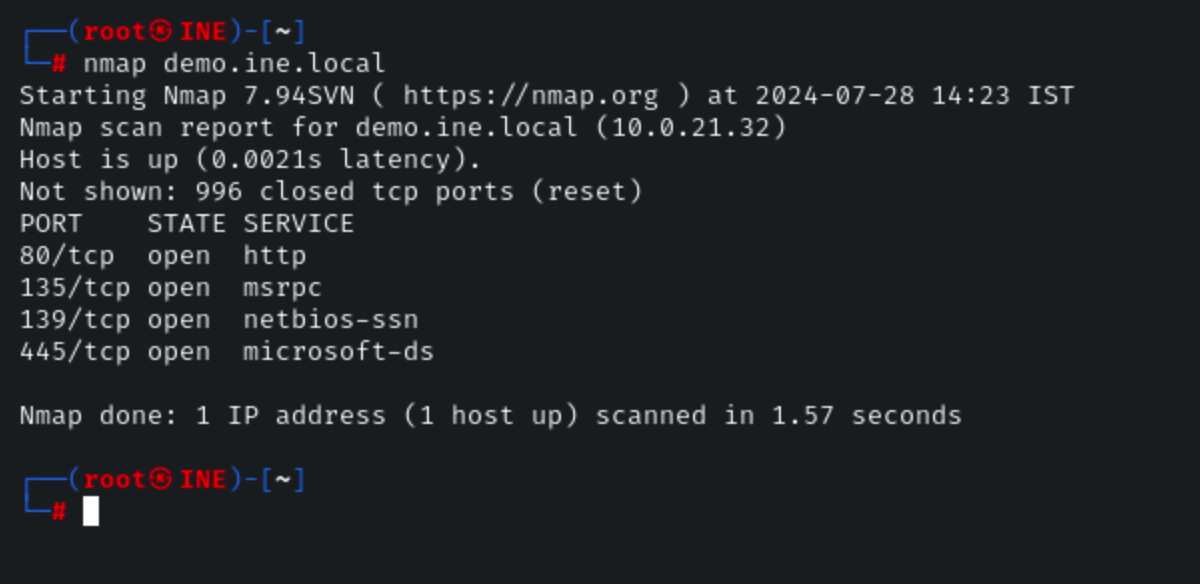 ┌──(root㉿INE)-[~]
└─# nmap demo.ine.local
Starting Nmap 7.94SVN ( https://nmap.org ) at 2024-07-28 14:23 IST
Nmap scan report for demo.ine.local (10.0.21.32)
Host is up (0.0021s latency).
Not shown: 996 closed tcp ports (reset)
PORT    STATE SERVICE
80/tcp  open  http
135/tcp open  msrpc
139/tcp open  netbios-ssn
445/tcp open  microsoft-ds
Nmap done: 1 IP address (1 host up) scanned in 1.57 seconds
┌──(root㉿INE)-[~]
└─#